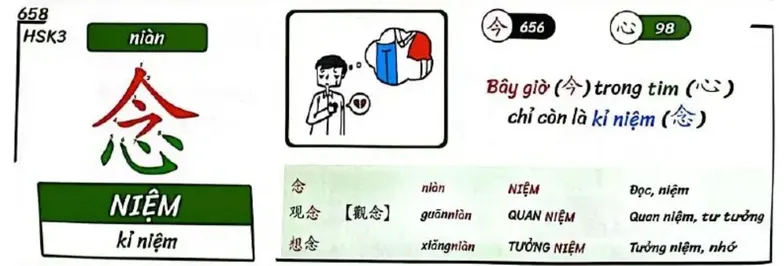 658
HSK3
niàn
念
NIỆM
kỉ niệm
今 656
心 98
Bây giờ (今) trong tim (心)
chỉ còn là kỉ niệm (念)
念 niàn NIỆM Đọc, niệm
观念 【觀念】 guānniàn QUAN NIỆM Quan niệm, tư tưởng
想念 xiǎngniàn TƯỞNG NIỆM Tưởng niệm, nhớ